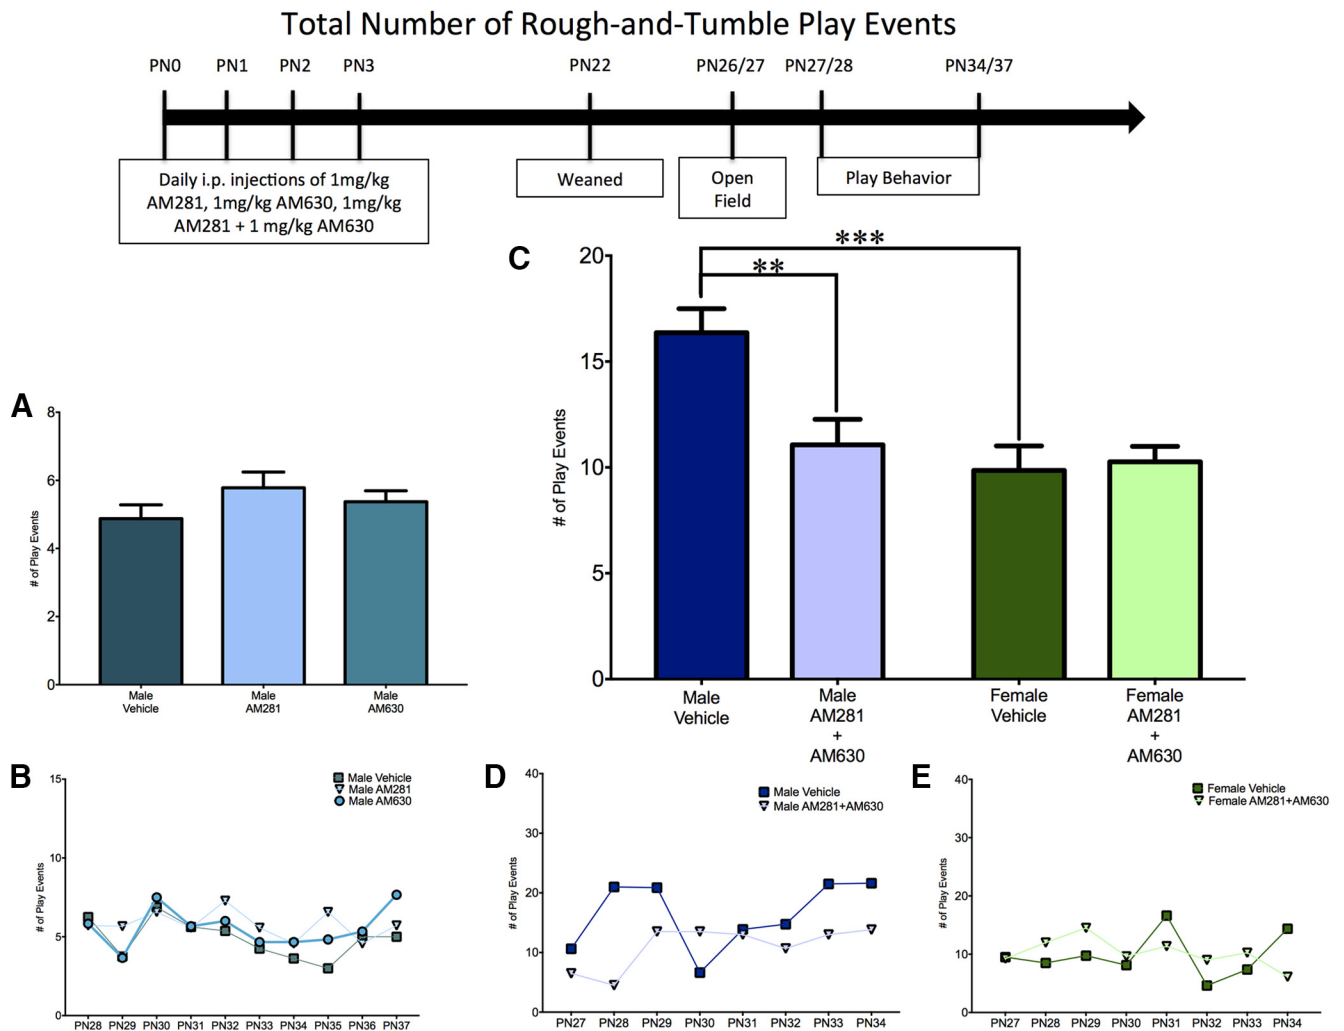 Total Number of Rough-and-Tumble Play Events
PN0 PN1 PN2 PN3 PN22 PN26/27 PN27/28 PN34/37
Daily i.p. injections of 1mg/kg
AM281, 1mg/kg AM630, 1mg/kg
AM281 + 1 mg/kg AM630
Weaned
Open
Field
Play Behavior
A
# of Play Events
8
6
4
2
0
Male
Vehicle
Male
AM281
Male
AM630
C
# of Play Events
20
15
10
5
0
***
**
Male
Vehicle
Male
AM281
+
AM630
Female
Vehicle
Female
AM281
+
AM630
B
# of Play Events
15
10
5
0
Male Vehicle
Male AM281
Male AM630
PN28 PN29 PN30 PN31 PN32 PN33 PN34 PN35 PN36 PN37
D
# of Play Events
40
30
20
10
0
Male Vehicle
Male AM281+AM630
PN27 PN28 PN29 PN30 PN31 PN32 PN33 PN34
E
# of Play Events
40
30
20
10
0
Female Vehicle
Female AM281+AM630
PN27 PN28 PN29 PN30 PN31 PN32 PN33 PN34